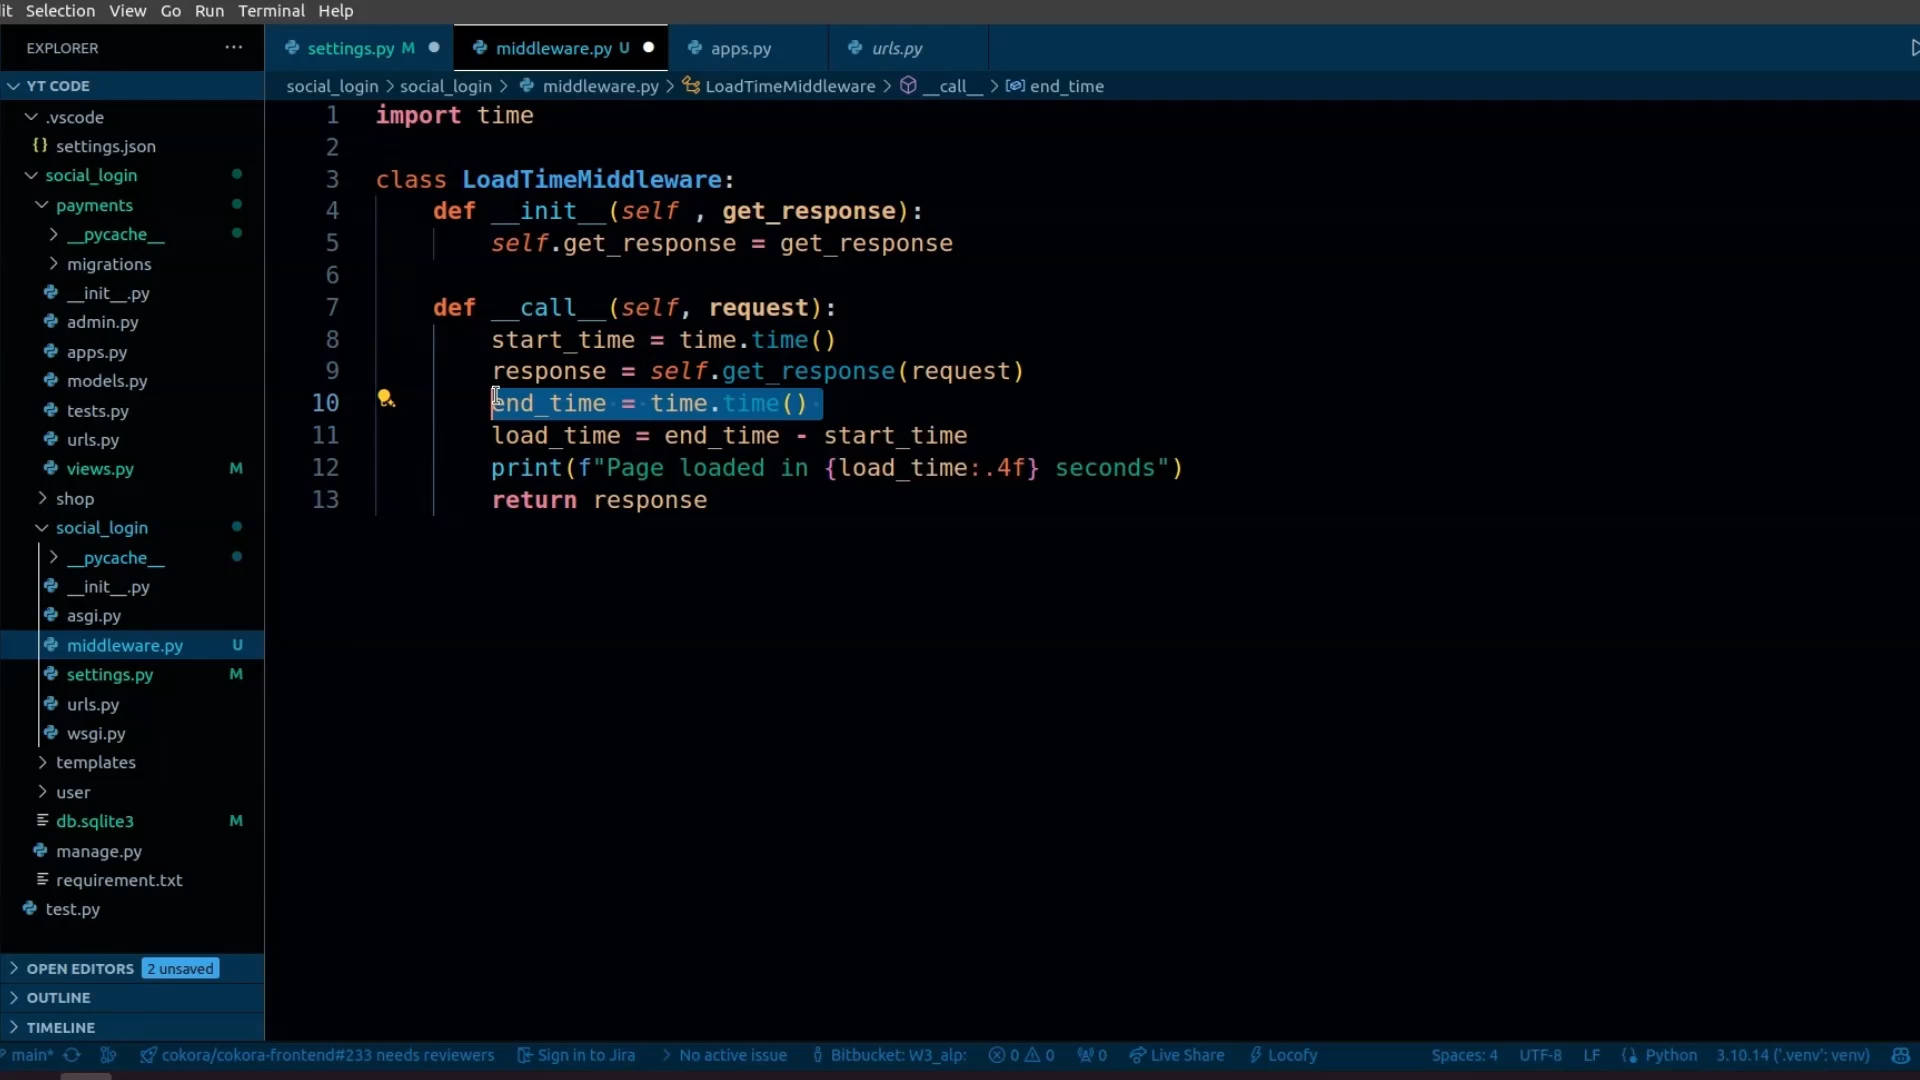 it Selection View Go Run Terminal Help
EXPLORER ···
settings.py M
middleware.py U
apps.py
urls.py
YT CODE
social_login > social_login > middleware.py > LoadTimeMiddleware > __call__ > end_time
.vscode
settings.json
social_login
payments
__pycache__
migrations
__init__.py
admin.py
apps.py
models.py
tests.py
urls.py
views.py M
shop
social_login
__pycache__
__init__.py
asgi.py
middleware.py U
settings.py M
urls.py
wsgi.py
templates
user
db.sqlite3 M
manage.py
requirement.txt
test.py
OPEN EDITORS 2 unsaved
OUTLINE
TIMELINE
1 import time
2
3 class LoadTimeMiddleware:
4 def __init__(self , get_response):
5 self.get_response = get_response
6
7 def __call__(self, request):
8 start_time = time.time()
9 response = self.get_response(request)
10 end_time = time.time()
11 load_time = end_time - start_time
12 print(f"Page loaded in {load_time:.4f} seconds")
13 return response
main* cokora/cokora-frontend#233 needs reviewers Sign in to Jira > No active issue Bitbucket: W3_alp: 0 0 0 Live Share Locofy Spaces: 4 UTF-8 LF Python 3.10.14 ('.venv': venv)